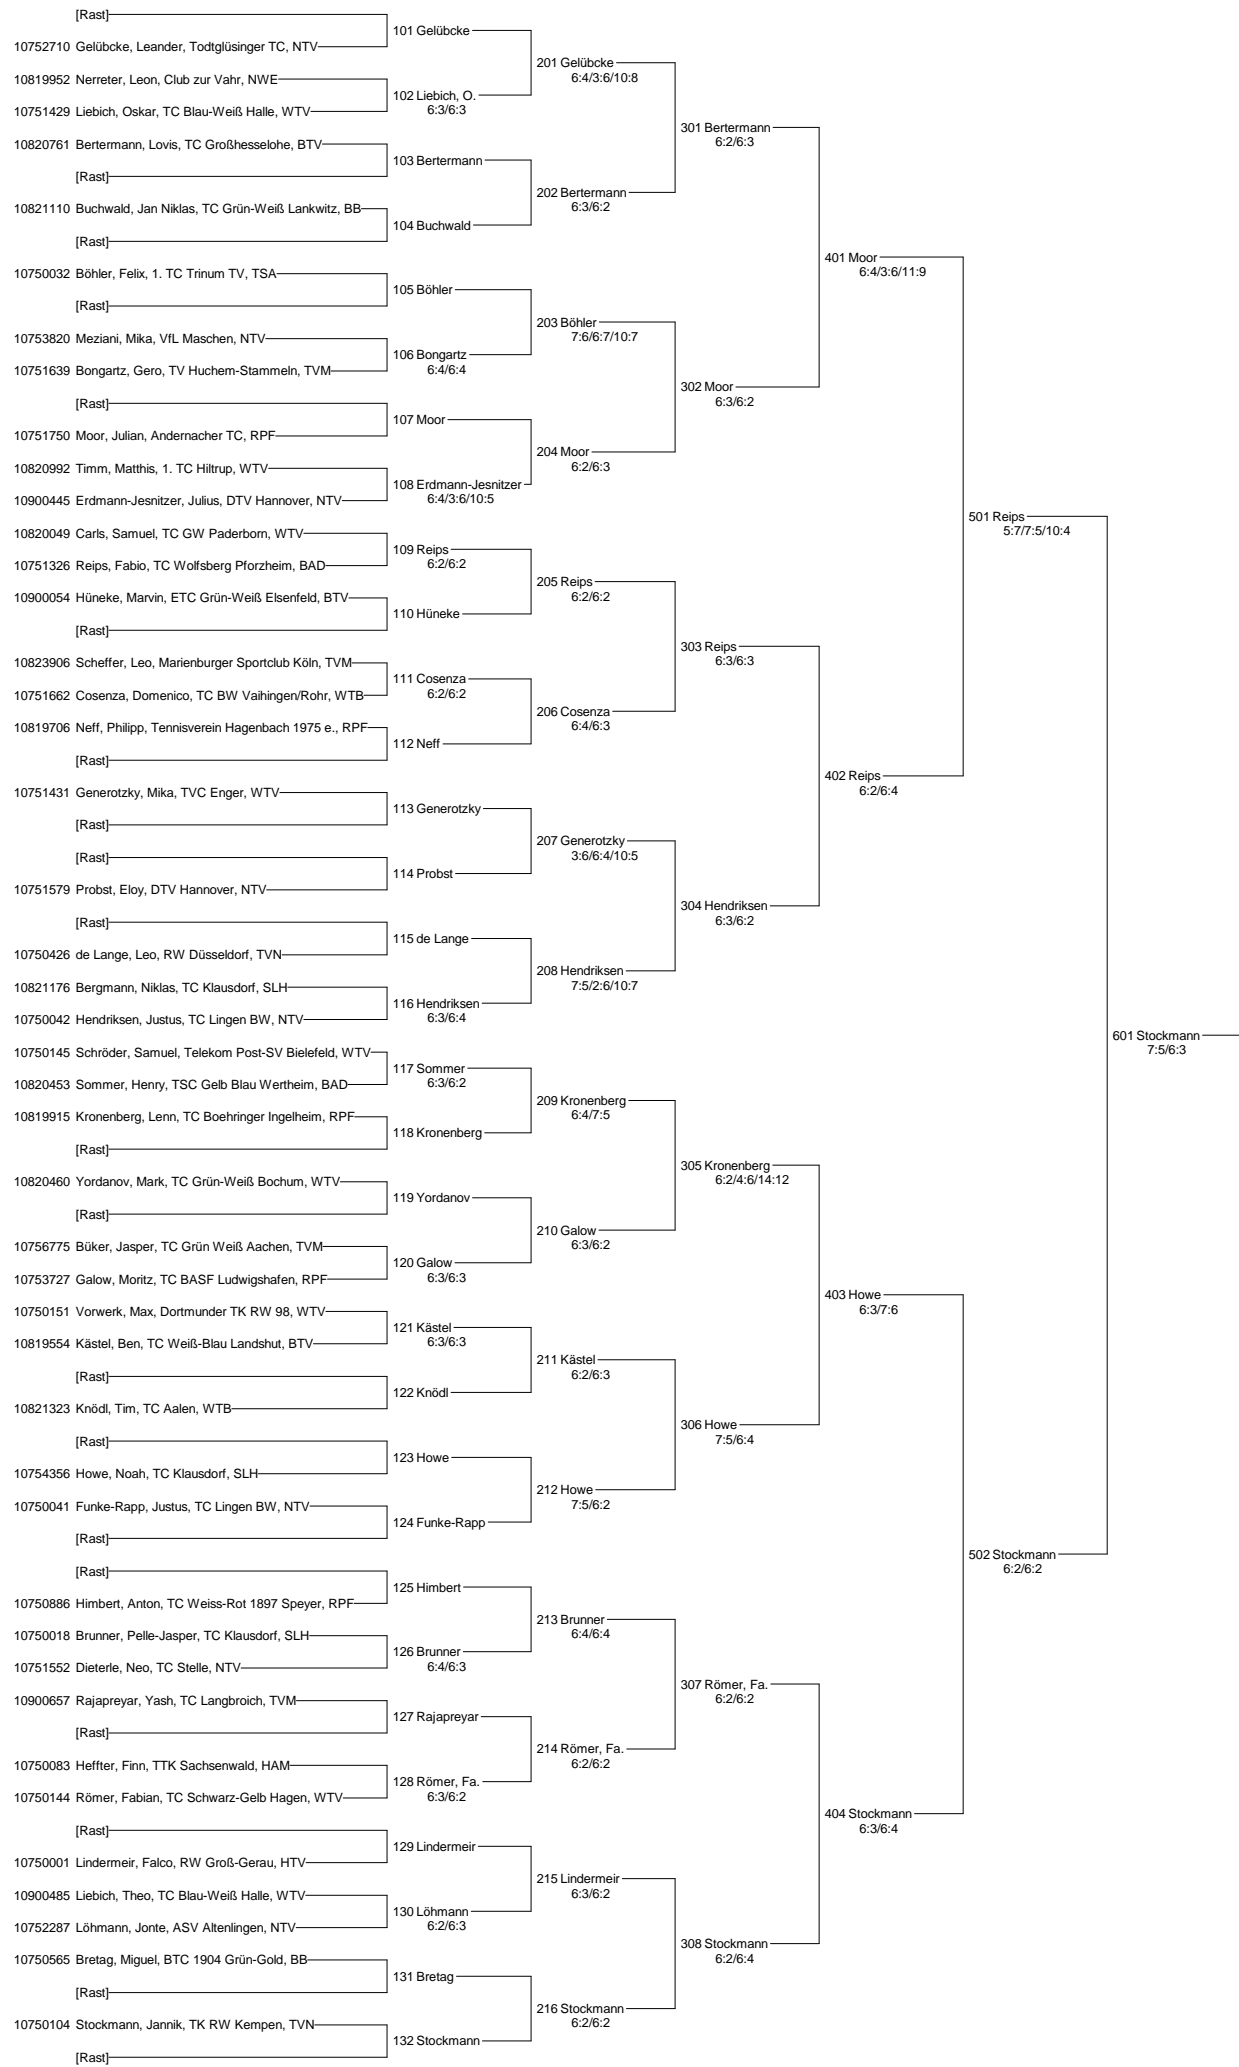 [Rast]
101 Gelübcke
10752710 Gelübcke, Leander, Todtglüsinger TC, NTV
201 Gelübcke
6:4/3:6/10:8
10819952 Nerreter, Leon, Club zur Vahr, NWE
102 Liebich, O.
6:3/6:3
10751429 Liebich, Oskar, TC Blau-Weiß Halle, WTV
301 Bertermann
6:2/6:3
10820761 Bertermann, Lovis, TC Großhesselohe, BTV
103 Bertermann
[Rast]
202 Bertermann
6:3/6:2
10821110 Buchwald, Jan Niklas, TC Grün-Weiß Lankwitz, BB
104 Buchwald
[Rast]
401 Moor
6:4/3:6/11:9
10750032 Böhler, Felix, 1. TC Trinum TV, TSA
105 Böhler
[Rast]
203 Böhler
7:6/6:7/10:7
10753820 Meziani, Mika, VfL Maschen, NTV
106 Bongartz
6:4/6:4
10751639 Bongartz, Gero, TV Huchem-Stammeln, TVM
302 Moor
6:3/6:2
[Rast]
107 Moor
10751750 Moor, Julian, Andernacher TC, RPF
204 Moor
6:2/6:3
10820992 Timm, Matthis, 1. TC Hiltrup, WTV
108 Erdmann-Jesnitzer
6:4/3:6/10:5
10900445 Erdmann-Jesnitzer, Julius, DTV Hannover, NTV
501 Reips
5:7/7:5/10:4
10820049 Carls, Samuel, TC GW Paderborn, WTV
109 Reips
6:2/6:2
10751326 Reips, Fabio, TC Wolfsberg Pforzheim, BAD
205 Reips
6:2/6:2
10900054 Hüneke, Marvin, ETC Grün-Weiß Elsenfeld, BTV
110 Hüneke
[Rast]
303 Reips
6:3/6:3
10823906 Scheffer, Leo, Marienburger Sportclub Köln, TVM
111 Cosenza
6:2/6:2
10751662 Cosenza, Domenico, TC BW Vaihingen/Rohr, WTB
206 Cosenza
6:4/6:3
10819706 Neff, Philipp, Tennisverein Hagenbach 1975 e., RPF
112 Neff
[Rast]
402 Reips
6:2/6:4
10751431 Generotzky, Mika, TVC Enger, WTV
113 Generotzky
[Rast]
207 Generotzky
3:6/6:4/10:5
[Rast]
114 Probst
10751579 Probst, Eloy, DTV Hannover, NTV
304 Hendriksen
6:3/6:2
[Rast]
115 de Lange
10750426 de Lange, Leo, RW Düsseldorf, TVN
208 Hendriksen
7:5/2:6/10:7
10821176 Bergmann, Niklas, TC Klausdorf, SLH
116 Hendriksen
6:3/6:4
10750042 Hendriksen, Justus, TC Lingen BW, NTV
601 Stockmann
7:5/6:3
10750145 Schröder, Samuel, Telekom Post-SV Bielefeld, WTV
117 Sommer
6:3/6:2
10820453 Sommer, Henry, TSC Gelb Blau Wertheim, BAD
209 Kronenberg
6:4/7:5
10819915 Kronenberg, Lenn, TC Boehringer Ingelheim, RPF
118 Kronenberg
[Rast]
305 Kronenberg
6:2/4:6/14:12
10820460 Yordanov, Mark, TC Grün-Weiß Bochum, WTV
119 Yordanov
[Rast]
210 Galow
6:3/6:2
10756775 Büker, Jasper, TC Grün Weiß Aachen, TVM
120 Galow
6:3/6:3
10753727 Galow, Moritz, TC BASF Ludwigshafen, RPF
403 Howe
6:3/7:6
10750151 Vorwerk, Max, Dortmunder TK RW 98, WTV
121 Kästel
6:3/6:3
10819554 Kästel, Ben, TC Weiß-Blau Landshut, BTV
211 Kästel
6:2/6:3
[Rast]
122 Knödl
10821323 Knödl, Tim, TC Aalen, WTB
306 Howe
7:5/6:4
[Rast]
123 Howe
10754356 Howe, Noah, TC Klausdorf, SLH
212 Howe
7:5/6:2
10750041 Funke-Rapp, Justus, TC Lingen BW, NTV
124 Funke-Rapp
[Rast]
502 Stockmann
6:2/6:2
[Rast]
125 Himbert
10750886 Himbert, Anton, TC Weiss-Rot 1897 Speyer, RPF
213 Brunner
6:4/6:4
10750018 Brunner, Pelle-Jasper, TC Klausdorf, SLH
126 Brunner
6:4/6:3
10751552 Dieterle, Neo, TC Stelle, NTV
307 Römer, Fa.
6:2/6:2
10900657 Rajapreyar, Yash, TC Langbroich, TVM
127 Rajapreyar
[Rast]
214 Römer, Fa.
6:2/6:2
10750083 Heffter, Finn, TTK Sachsenwald, HAM
128 Römer, Fa.
6:3/6:2
10750144 Römer, Fabian, TC Schwarz-Gelb Hagen, WTV
404 Stockmann
6:3/6:4
[Rast]
129 Lindermeir
10750001 Lindermeir, Falco, RW Groß-Gerau, HTV
215 Lindermeir
6:3/6:2
10900485 Liebich, Theo, TC Blau-Weiß Halle, WTV
130 Löhmann
6:2/6:3
10752287 Löhmann, Jonte, ASV Altenlingen, NTV
308 Stockmann
6:2/6:4
10750565 Bretag, Miguel, BTC 1904 Grün-Gold, BB
131 Bretag
[Rast]
216 Stockmann
6:2/6:2
10750104 Stockmann, Jannik, TK RW Kempen, TVN
132 Stockmann
[Rast]